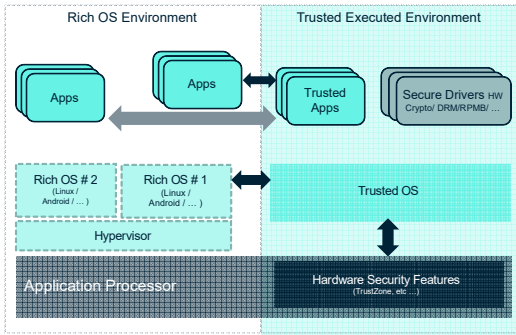 Rich OS Environment
Trusted Executed Environment
Apps
Apps
Trusted
Apps
Secure Drivers HW
Crypto/ DRM/RPMB/ ...
Rich OS # 2
(Linux /
Android / ... )
Rich OS # 1
(Linux /
Android / ... )
Trusted OS
Hypervisor
Application Processor
Hardware Security Features
(TrustZone, etc ...)